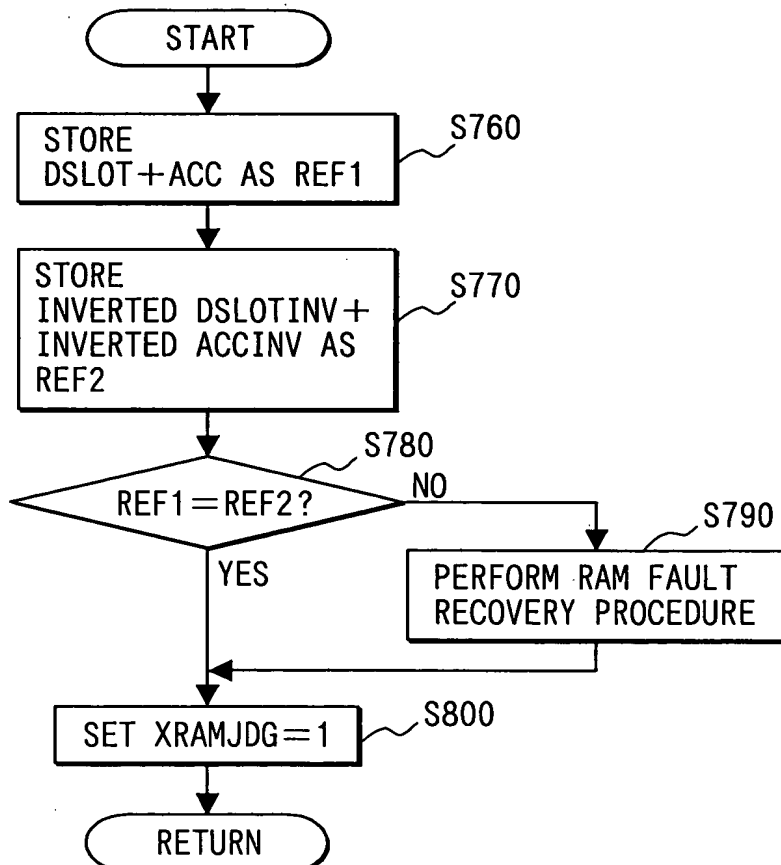 START
S760
STORE
DSLOT+ACC AS REF1
S770
STORE
INVERTED DSLOTINV+
INVERTED ACCINV AS
REF2
S780
REF1=REF2?
NO
YES
S790
PERFORM RAM FAULT
RECOVERY PROCEDURE
S800
SET XRAMJDG=1
RETURN